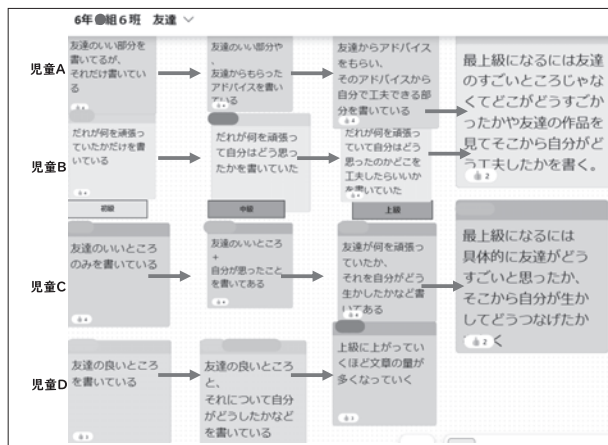 6年 組６班 友達
児童A
友達のいい部分を
書いてるが、
それだけ書いてい
る
友達のいい部分や
、
友達からもらった
アドバイスを書い
ている
友達からアドバイス
をもらい、
そのアドバイスから
自分で工夫できる部
分を書いている
最上級になるには友達
のすごいところじゃな
くてどこがどうすごか
ったかや友達の作品を
見てそこから自分がど
う工夫したかを書く。
2
児童B
だれが何を頑張っ
ていたかだけを書
いている
だれが何を頑張っ
て自分はどう思っ
たかを書いていた
だれが何を頑張っ
ていて自分はどう
思ったのかどこを
工夫したらいいか
を書いていた
初級
中級
上級
児童C
友達のいいところ
のみを書いている
友達のいいところ
+
自分が思ったこと
を書いてある
友達が何を頑張っ
ていたか、
それを自分がどう
生かしたかなど書
いてある
最上級になるには
具体的に友達がどう
すごいと思ったか、
そこから自分が生か
してどうつなげたか
く
2
児童D
友達の良いところ
を書いている
友達の良いところ
と、
それについて自分
がどうしたかなど
を書いている
上級に上がってい
くほど文章の量が
多くなっていく